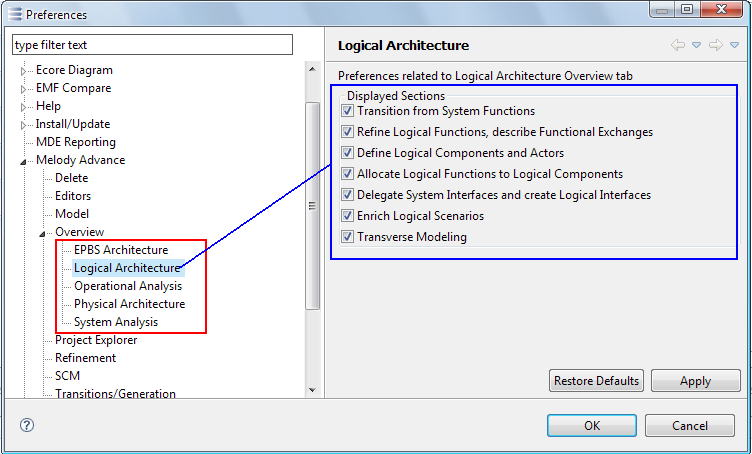 Preferences
type filter text
Ecore Diagram
EMF Compare
Help
Install/Update
MDE Reporting
Melody Advance
Delete
Editors
Model
Overview
EPBS Architecture
Logical Architecture
Operational Analysis
Physical Architecture
System Analysis
Project Explorer
Refinement
SCM
Transitions/Generation
Logical Architecture
Preferences related to Logical Architecture Overview tab
Displayed Sections
Transition from System Functions
Refine Logical Functions, describe Functional Exchanges
Define Logical Components and Actors
Allocate Logical Functions to Logical Components
Delegate System Interfaces and create Logical Interfaces
Enrich Logical Scenarios
Transverse Modeling
Restore Defaults
Apply
?
OK
Cancel